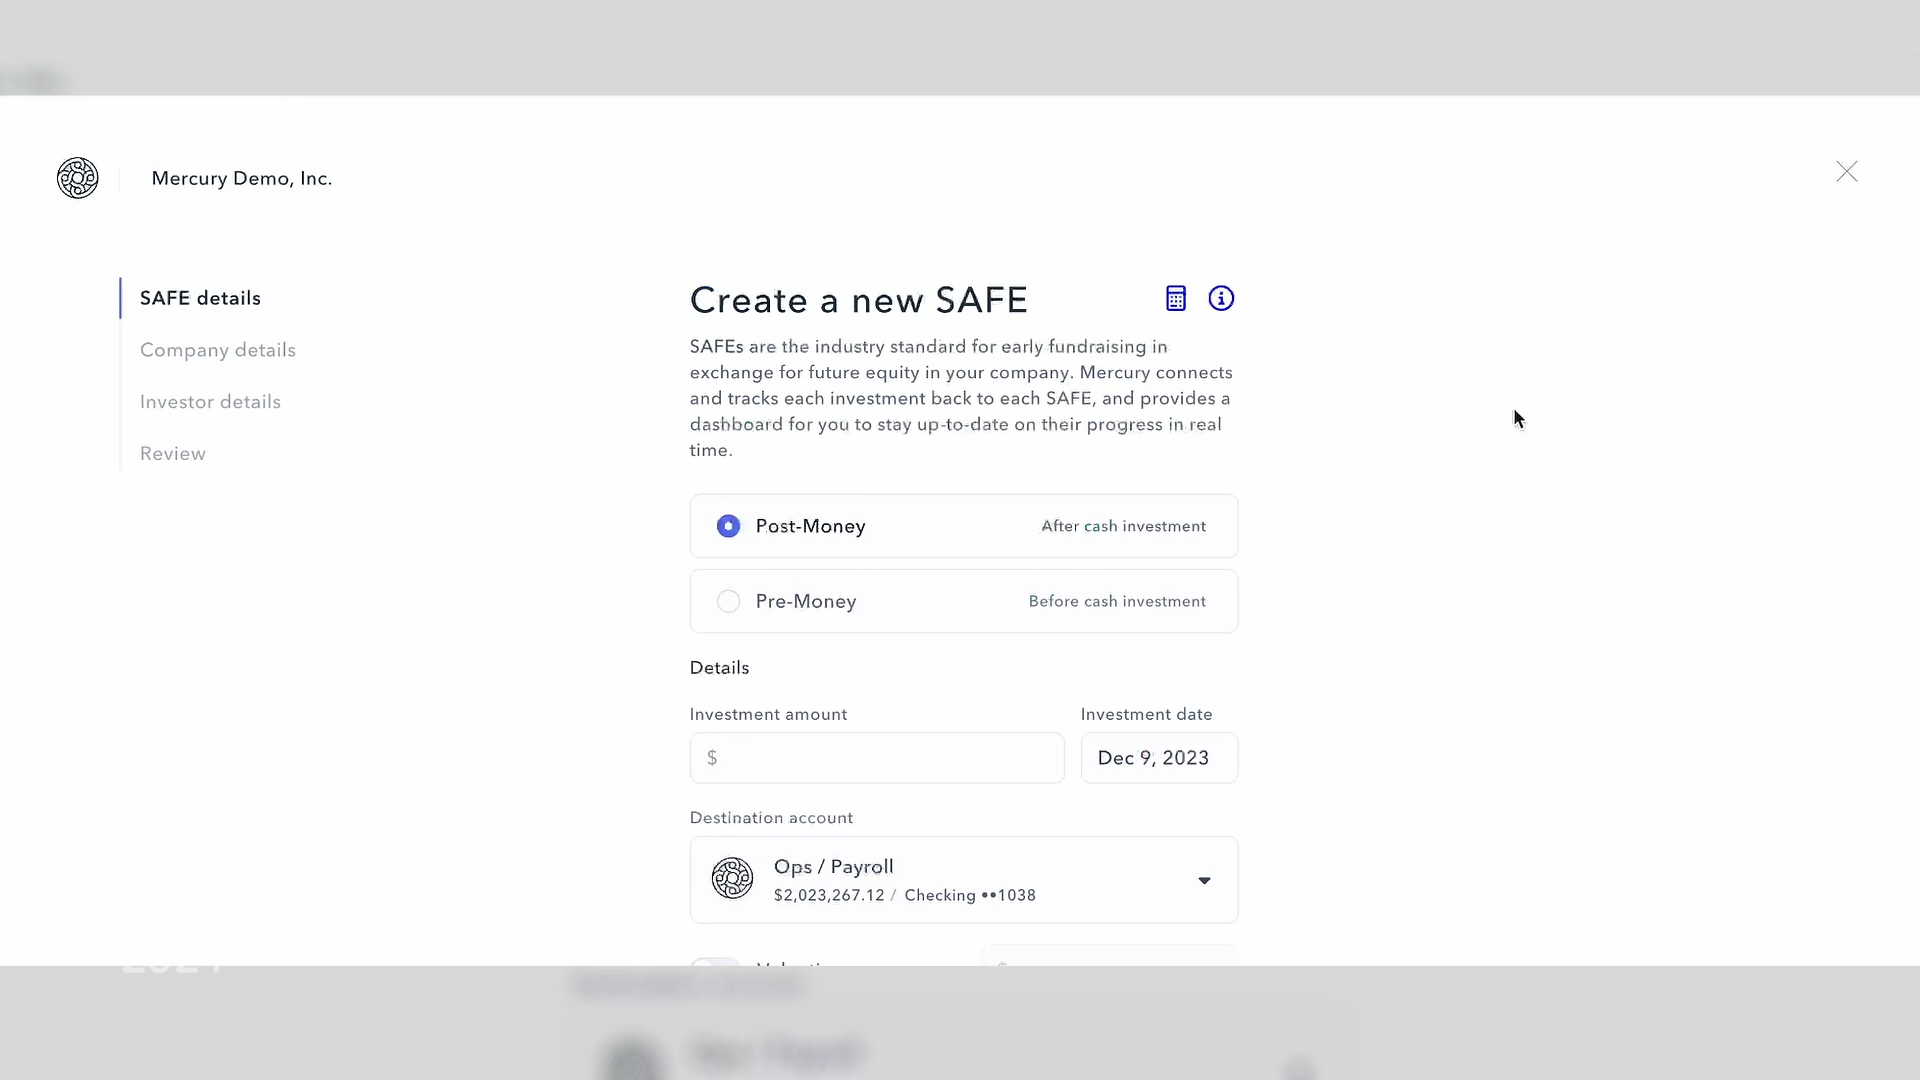 Mercury Demo, Inc.
SAFE details
Company details
Investor details
Review
Create a new SAFE
SAFEs are the industry standard for early fundraising in
exchange for future equity in your company. Mercury connects
and tracks each investment back to each SAFE, and provides a
dashboard for you to stay up-to-date on their progress in real
time.
Post-Money After cash investment
Pre-Money Before cash investment
Details
Investment amount Investment date
$ Dec 9, 2023
Destination account
Ops / Payroll
$2,023,267.12 / Checking ••1038